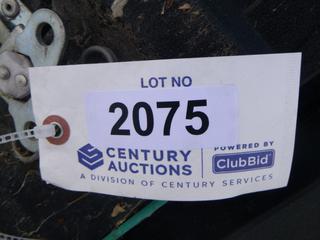 LOT NO
2075
CENTURY AUCTIONS
POWERED BY
ClubBid
A DIVISION OF CENTURY SERVICES